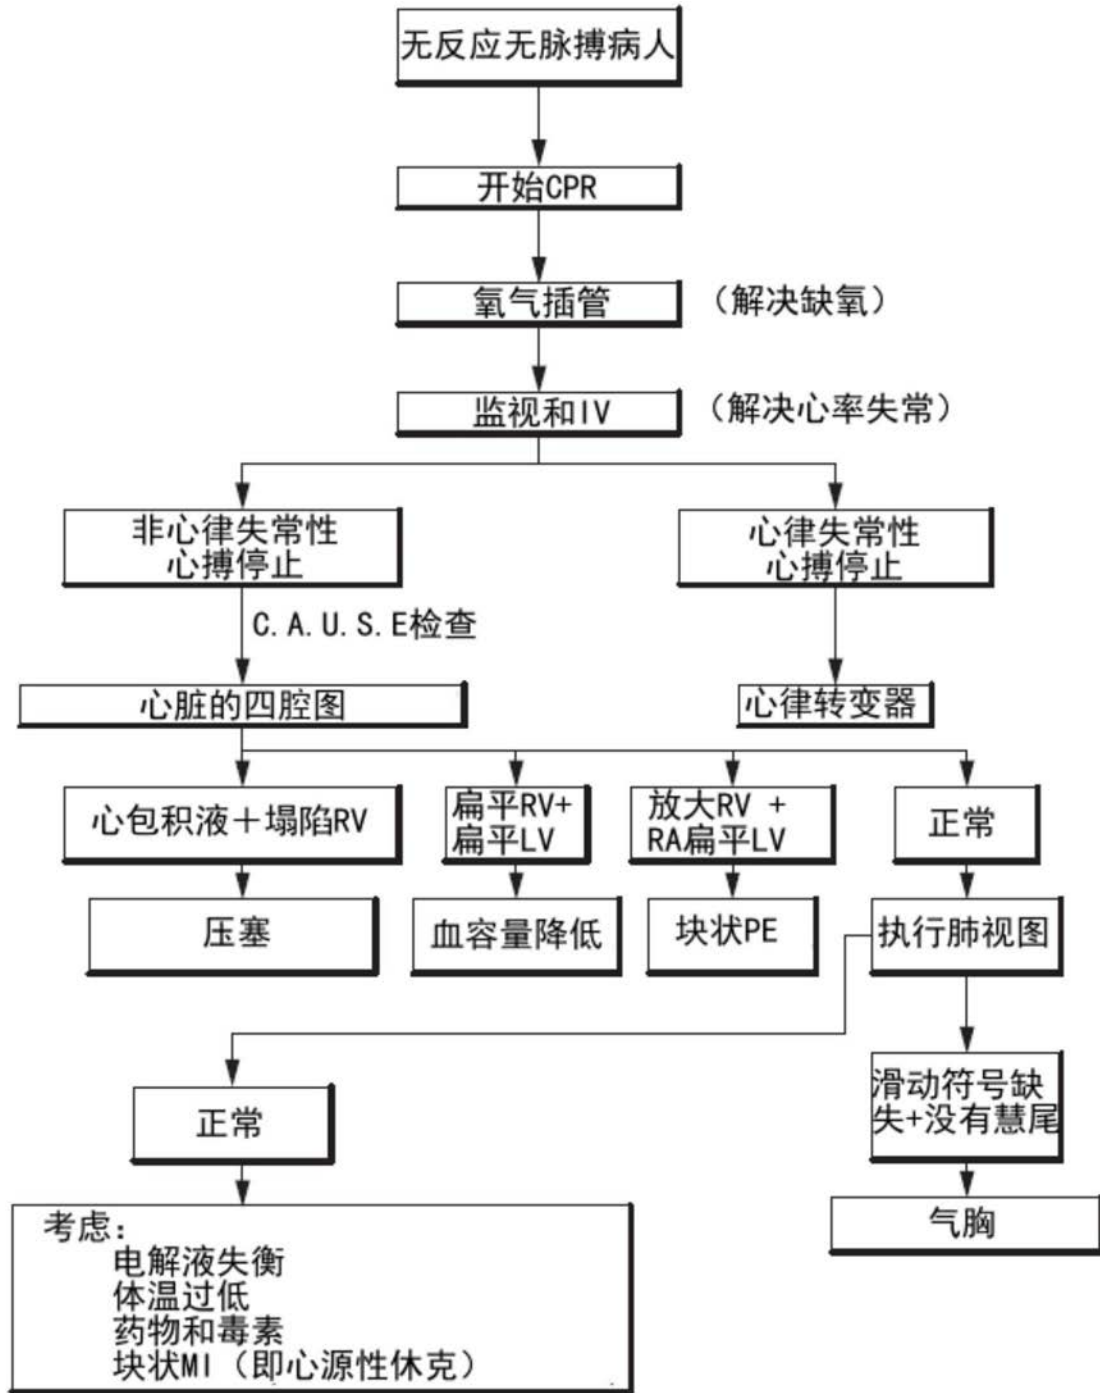 无反应无脉搏病人
开始CPR
氧气插管
（解决缺氧）
监视和IV
（解决心率失常）
非心律失常性
心搏停止
心律失常性
心搏停止
C.A.U.S.E检查
心脏的四腔图
心律转变器
心包积液＋塌陷RV
扁平RV+
扁平LV
放大RV +
RA扁平LV
正常
压塞
血容量降低
块状PE
执行肺视图
正常
滑动符号缺
失+没有慧尾
气胸
考虑：
电解液失衡
体温过低
药物和毒素
块状MI（即心源性休克）